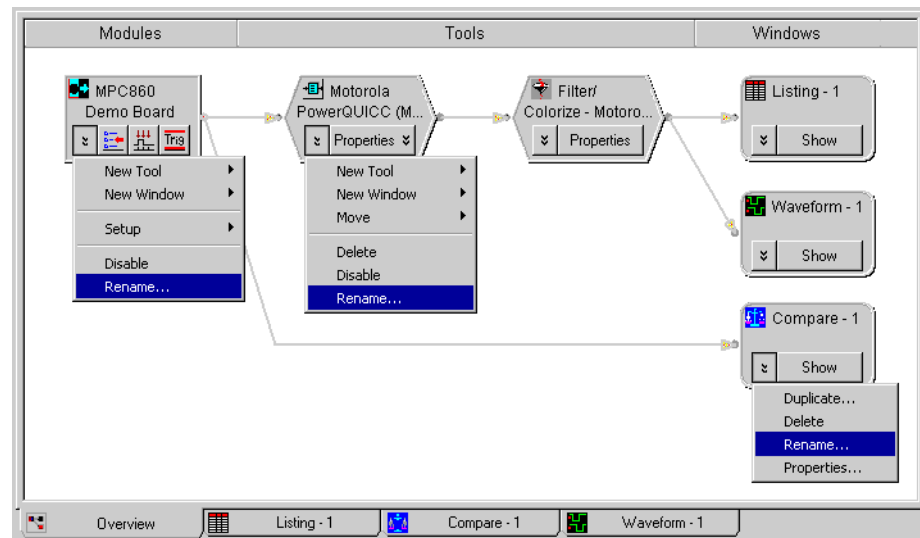 Modules
Tools
Windows
MPC860
Demo Board
Trig
New Tool
New Window
Setup
Disable
Rename...
Motorola
PowerQUICC (M...
Properties
New Tool
New Window
Move
Delete
Disable
Rename...
Filter/
Colorize - Motoro...
Properties
Listing - 1
Show
Waveform - 1
Show
Compare - 1
Show
Duplicate...
Delete
Rename...
Properties...
Overview
Listing - 1
Compare - 1
Waveform - 1